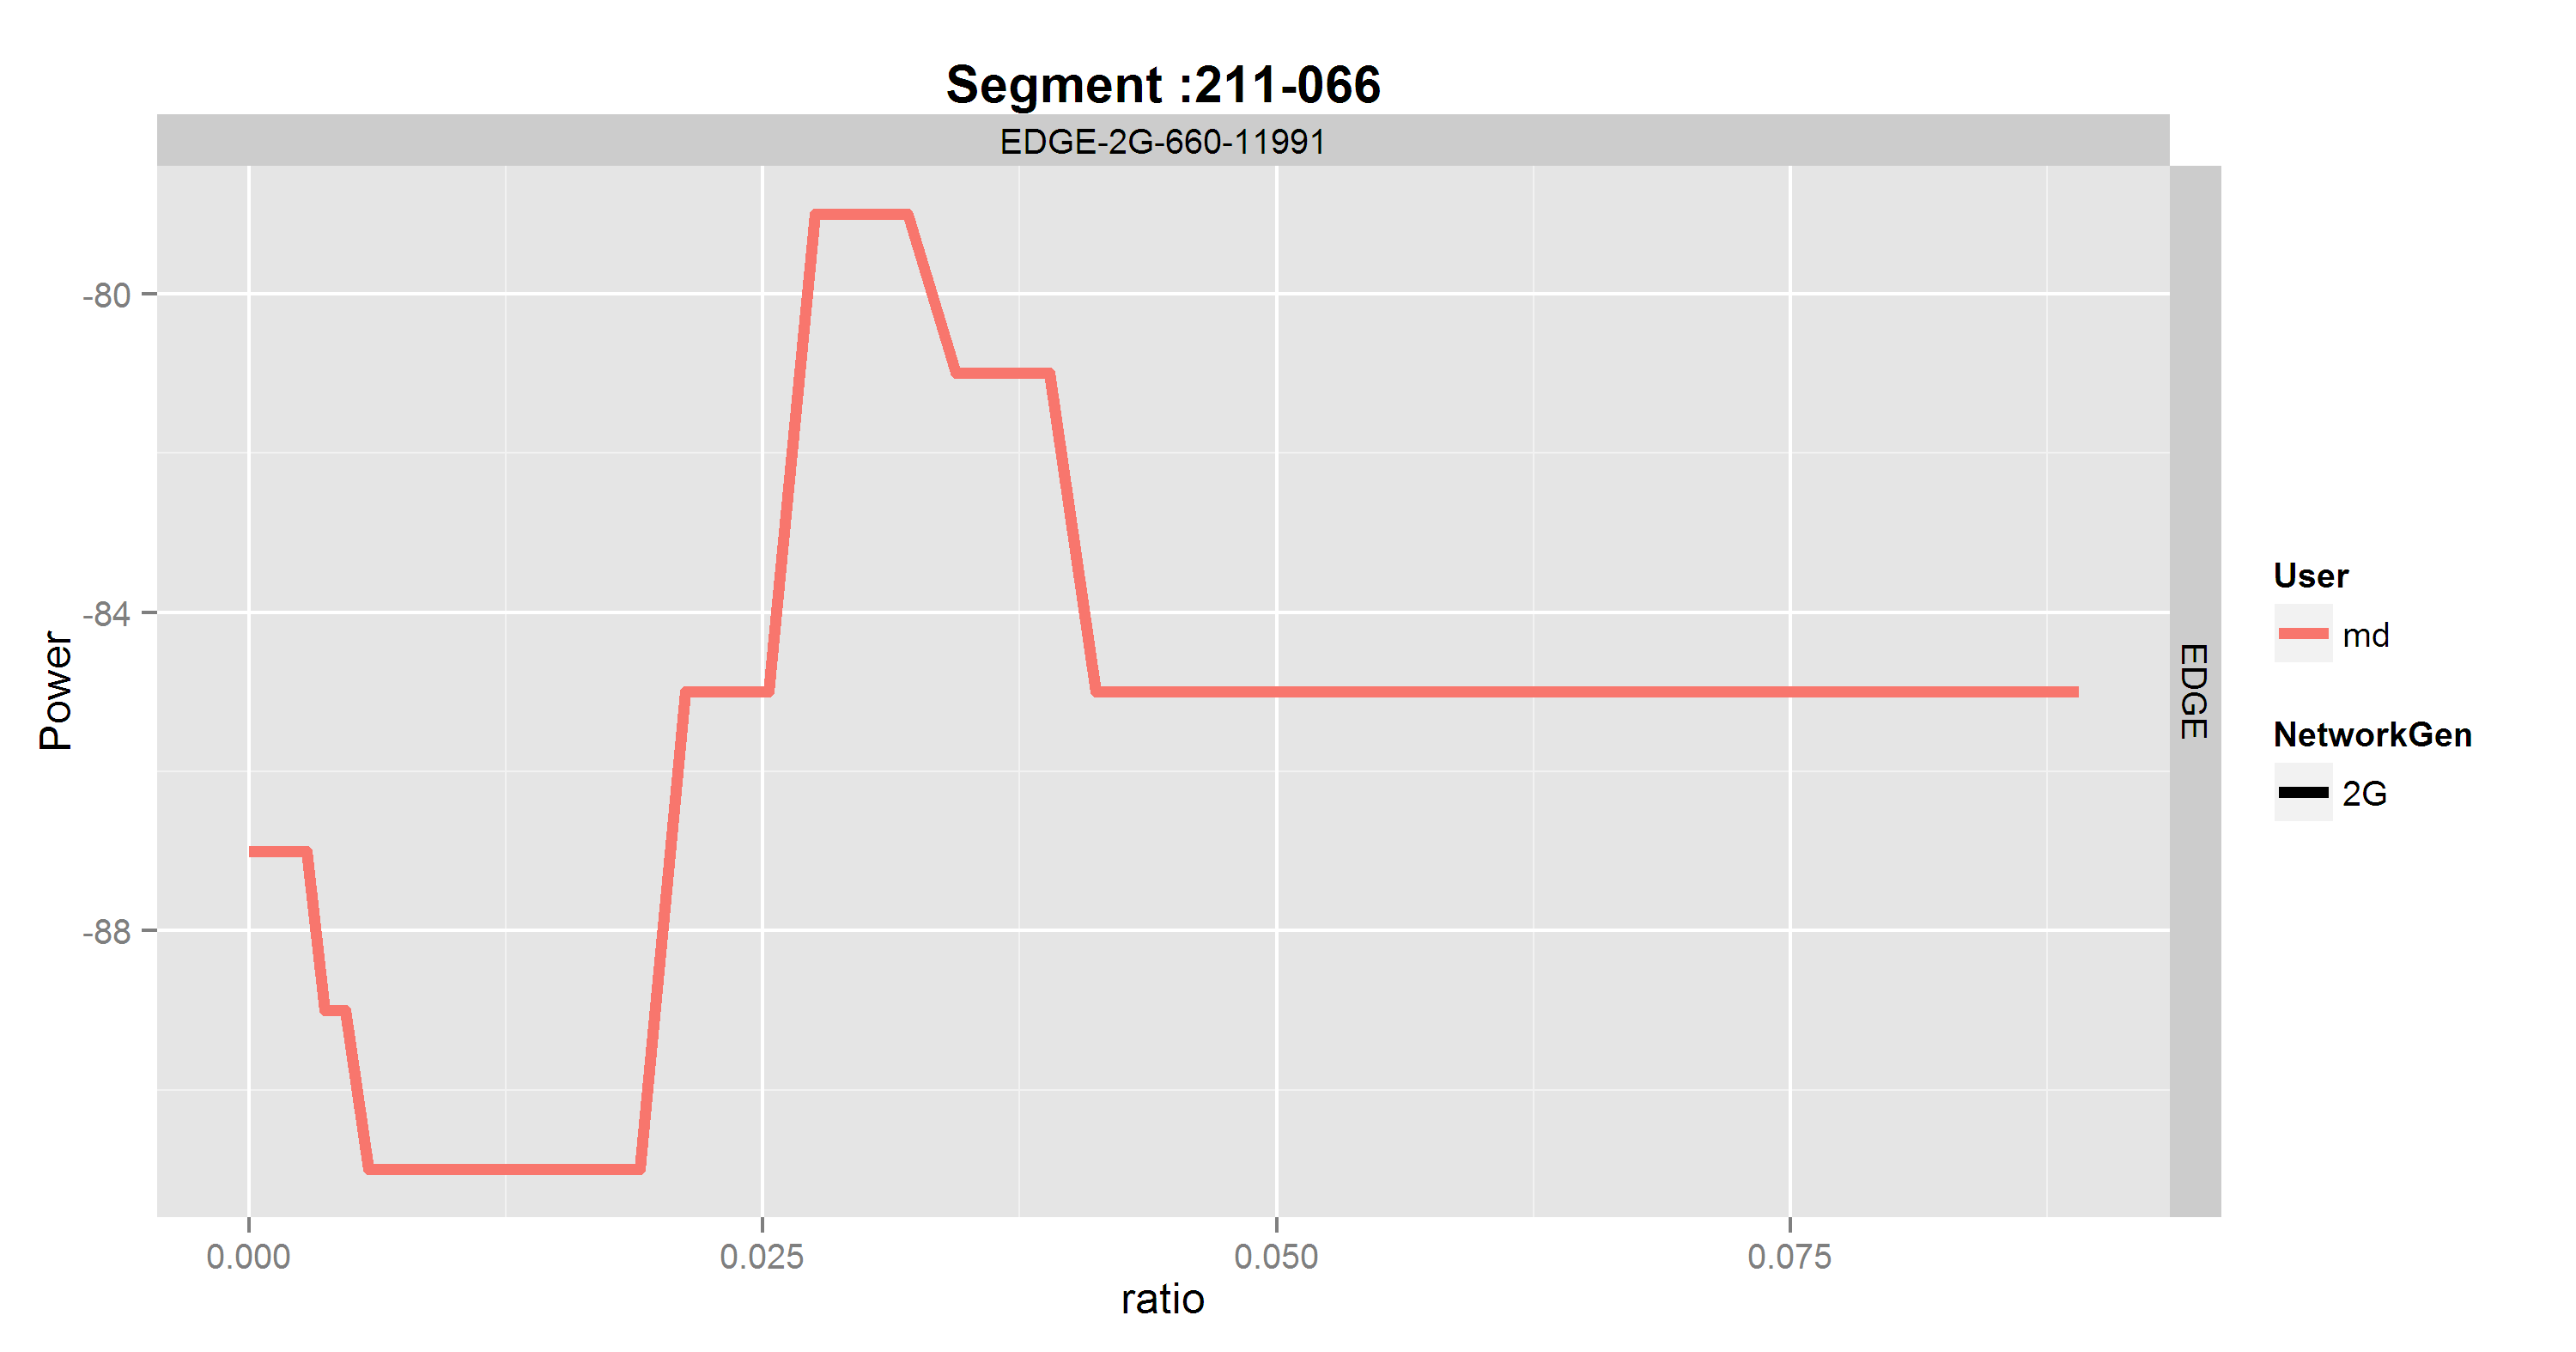 Segment :211-066
EDGE-2G-660-11991
-80
-84
-88
Power
EDGE
0.000 0.025 0.050 0.075
ratio
User
md
NetworkGen
2G